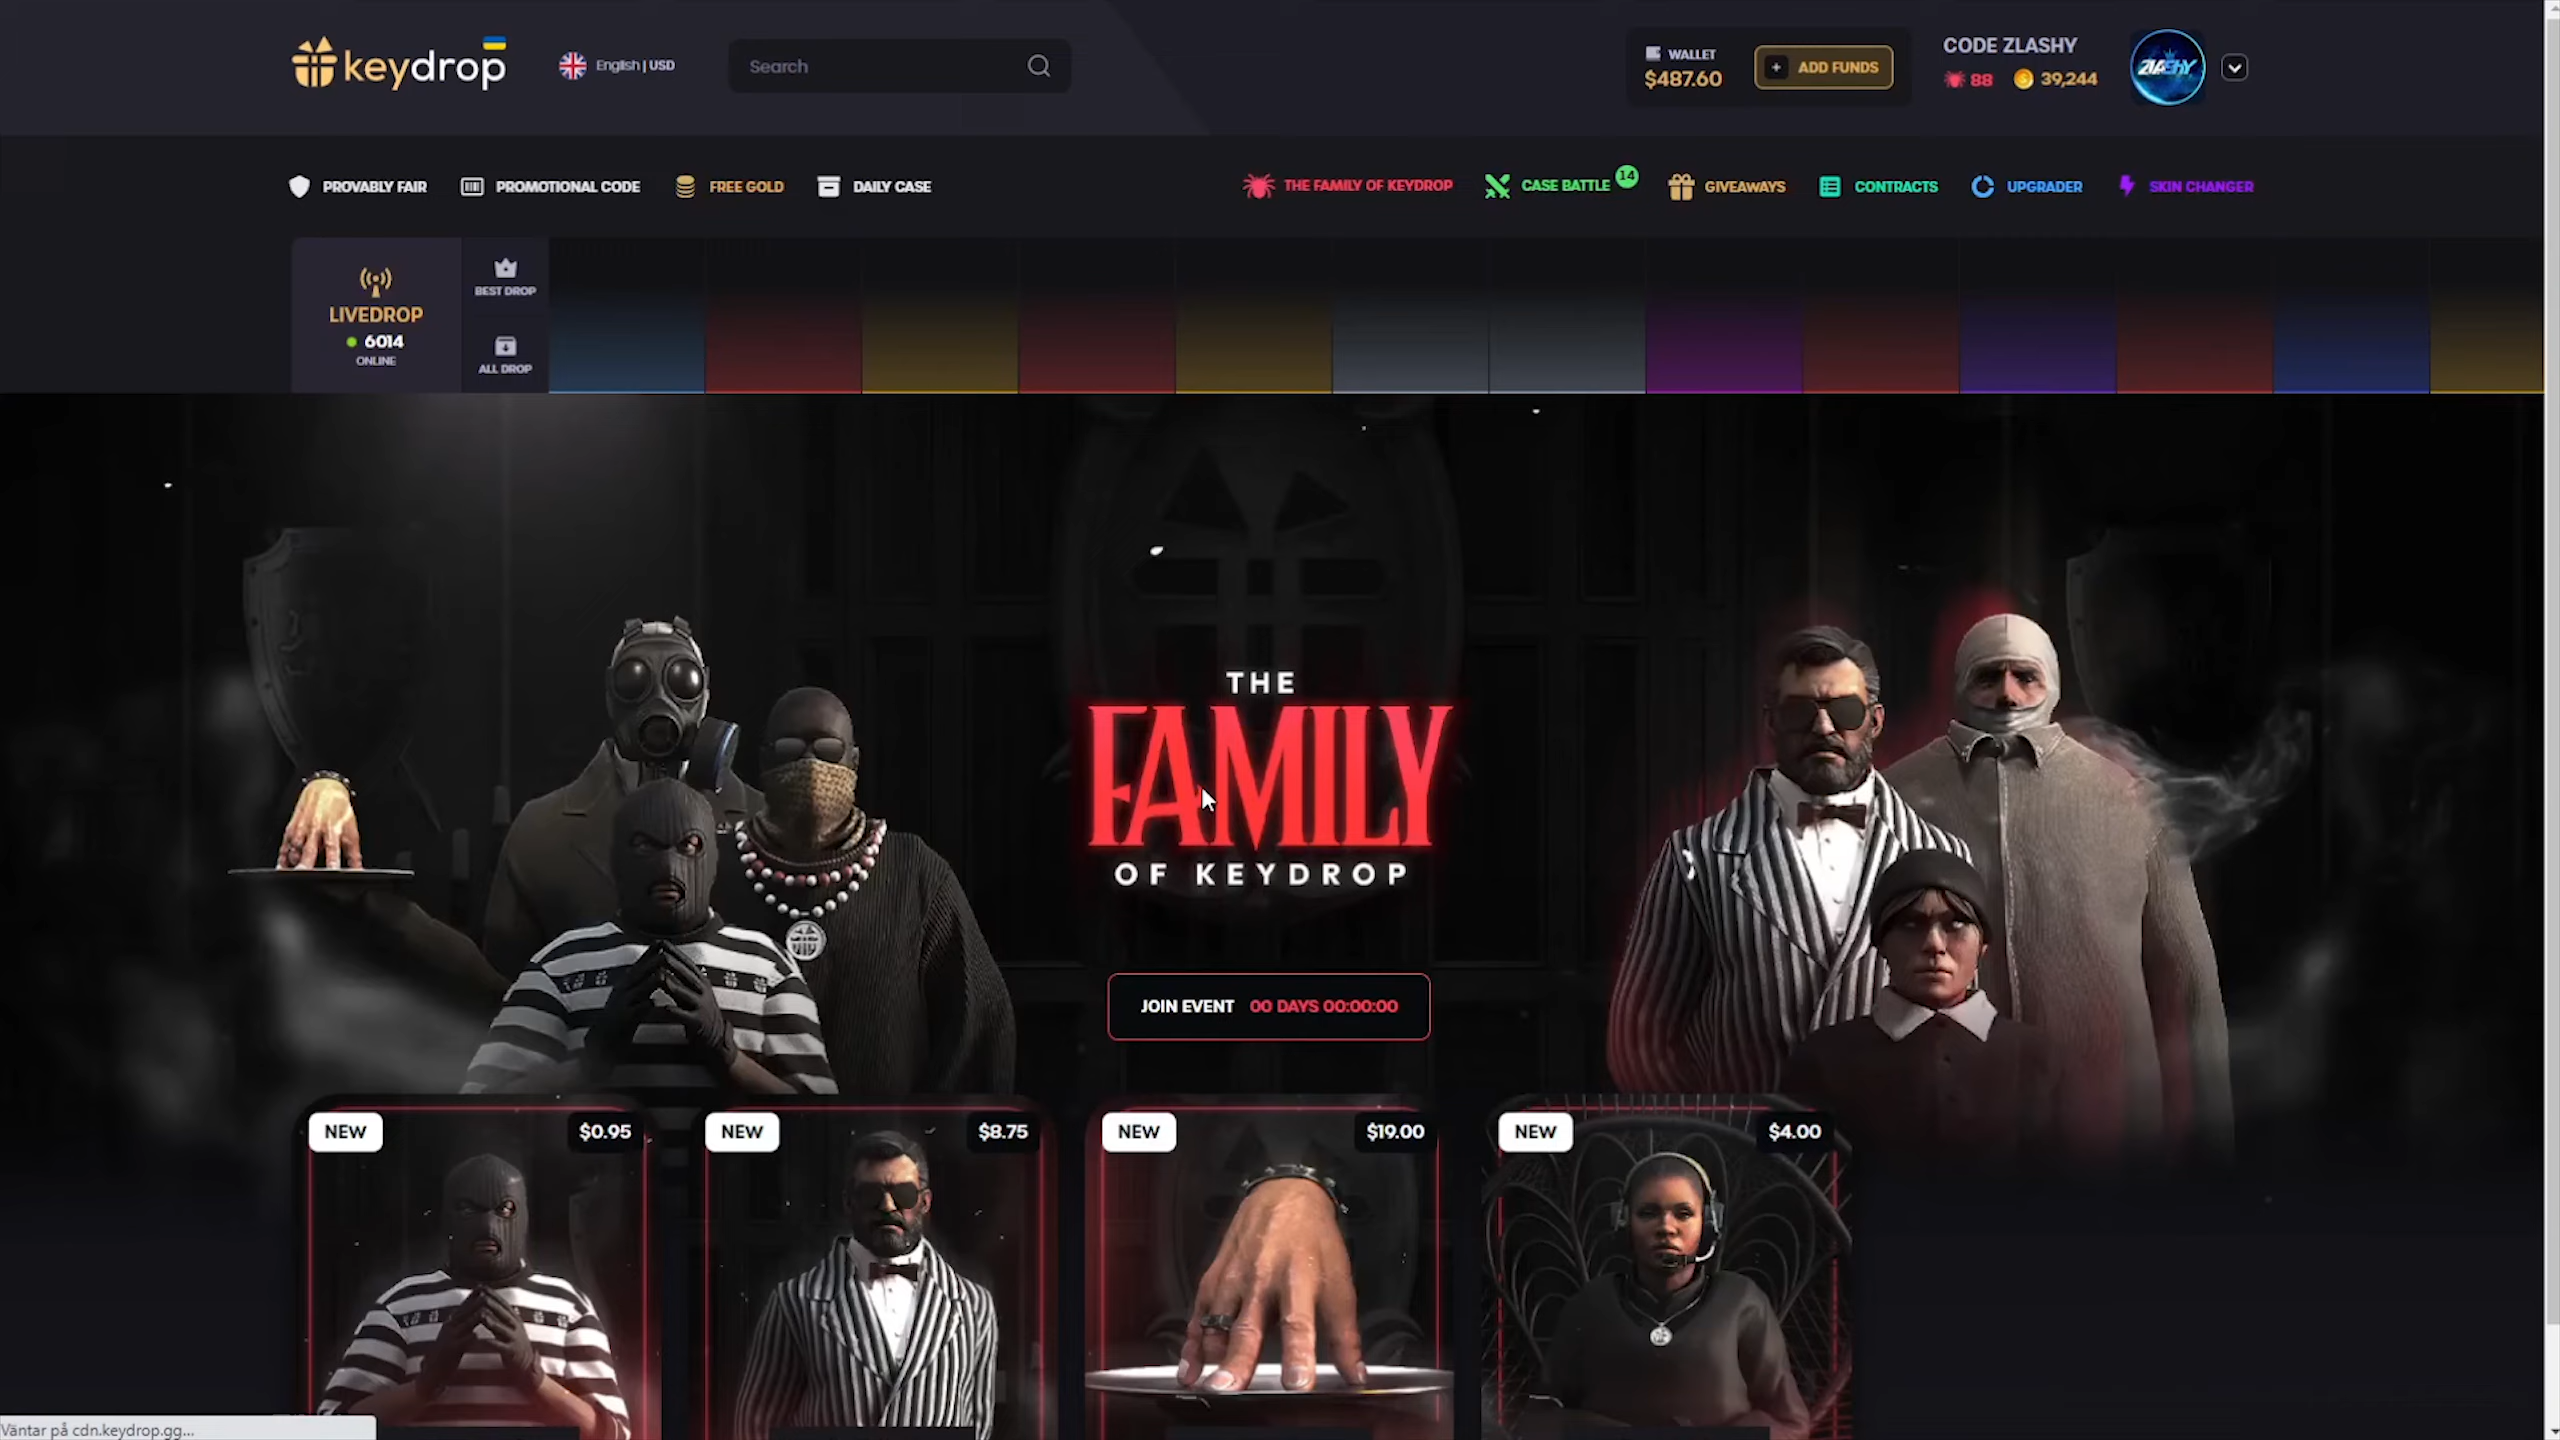 keydrop
English | USD
Search
WALLET
$487.60
+ ADD FUNDS
CODE ZLASHY
88
39,244
ZLASHY
PROVABLY FAIR
PROMOTIONAL CODE
FREE GOLD
DAILY CASE
THE FAMILY OF KEYDROP
CASE BATTLE
14
GIVEAWAYS
CONTRACTS
UPGRADER
SKIN CHANGER
LIVEDROP
6014
ONLINE
BEST DROP
ALL DROP
THE
FAMILY
OF KEYDROP
JOIN EVENT 00 DAYS 00:00:00
NEW
$0.95
NEW
$8.75
NEW
$19.00
NEW
$4.00
Väntar på cdn.keydrop.gg...